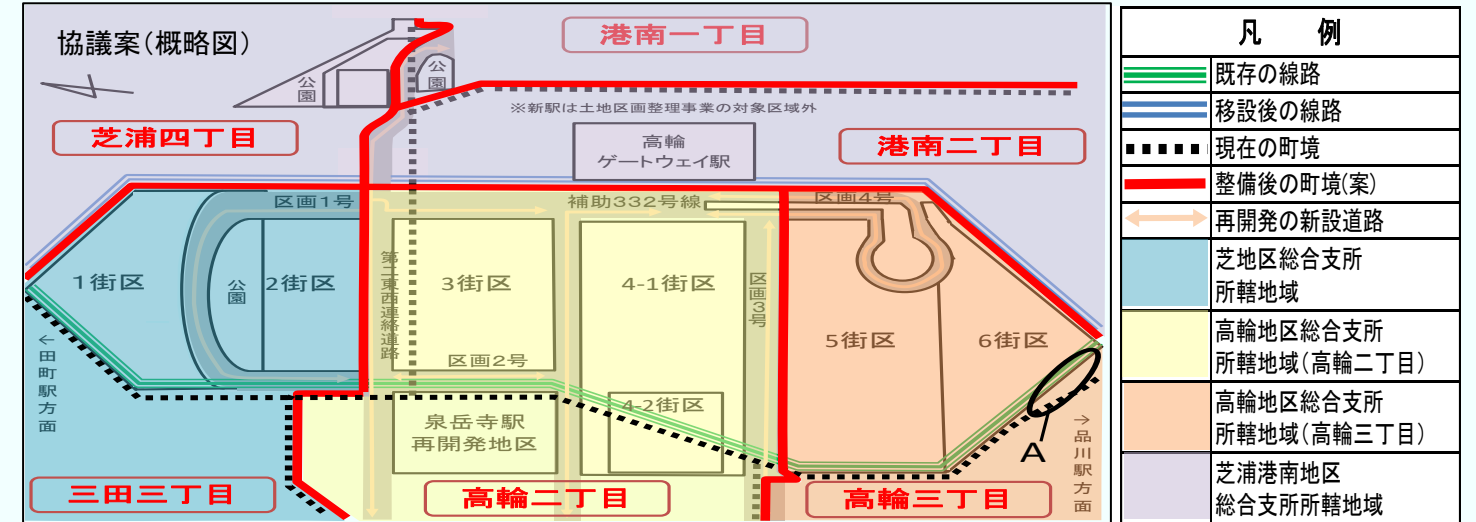 協議案(概略図)
港南一丁目
公園
公園
※新駅は土地区画整理事業の対象区域外
芝浦四丁目
高輪
ゲートウェイ駅
港南二丁目
区画1号
補助332号線
区画4号
1街区
公園
2街区
第二東西連絡道路
3街区
4-1街区
区画3号
5街区
6街区
区画2号
←田町駅方面
4-2街区
泉岳寺駅
再開発地区
A
→品川駅方面
三田三丁目
高輪二丁目
高輪三丁目
凡 例
既存の線路
移設後の線路
現在の町境
整備後の町境(案)
再開発の新設道路
芝地区総合支所
所轄地域
高輪地区総合支所
所轄地域(高輪二丁目)
高輪地区総合支所
所轄地域(高輪三丁目)
芝浦港南地区
総合支所所轄地域